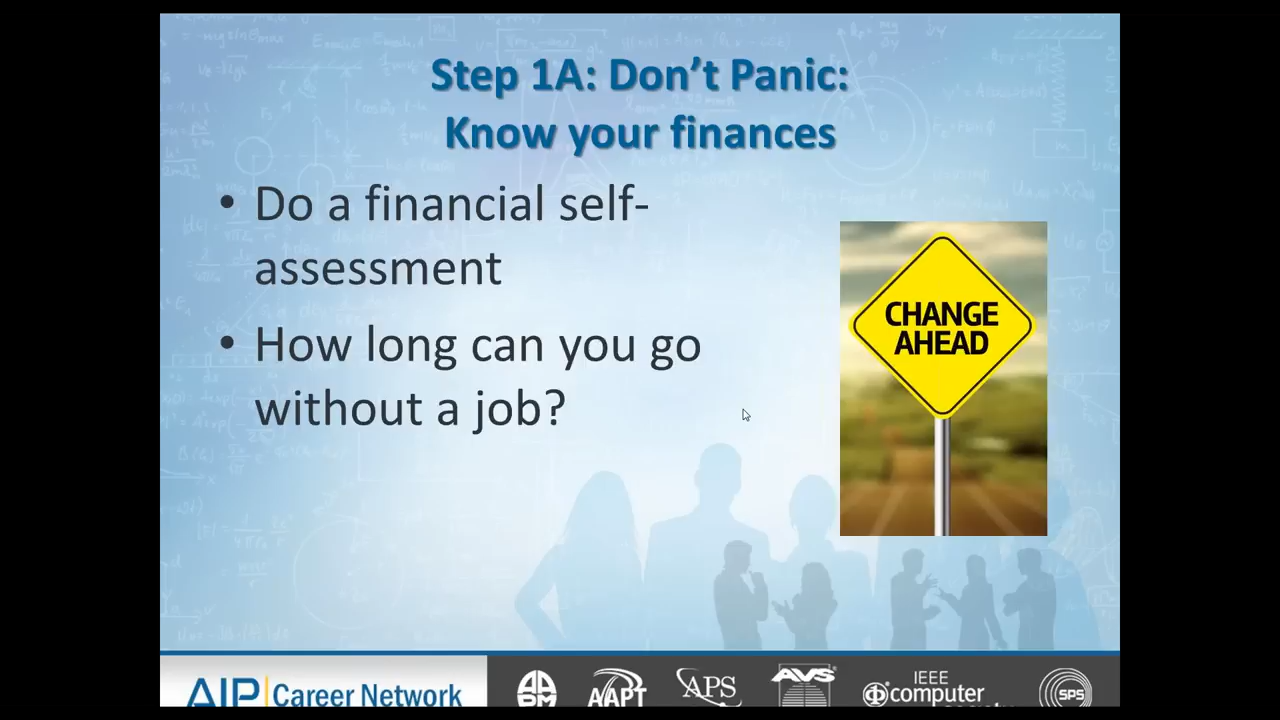 Step 1A: Don’t Panic:
Know your finances
• Do a financial self-
assessment
• How long can you go
without a job?
CHANGE
AHEAD
AIP Career Network
AAPT
APS
AVS
IEEE
computer
society
SPS